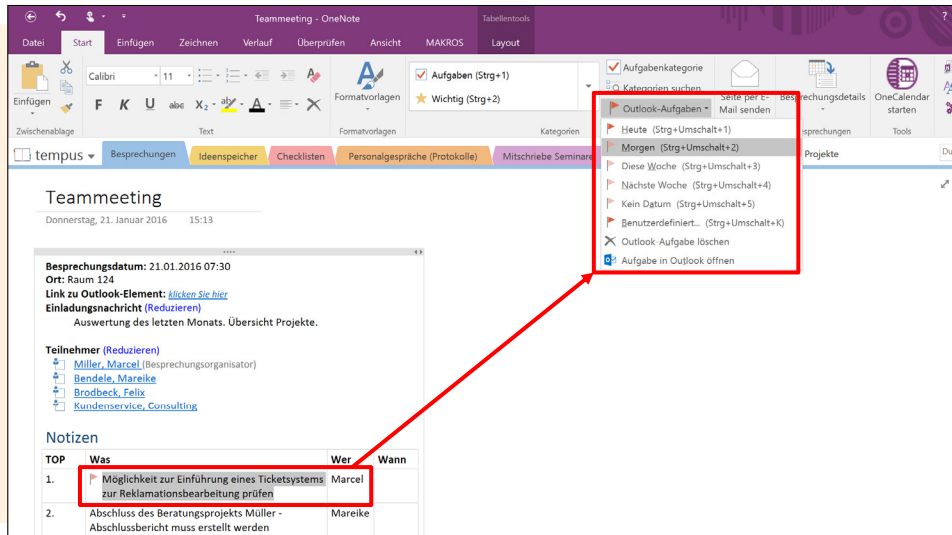 Teammeeting - OneNote
Tabellentools
?
Datei Start Einfügen Zeichnen Verlauf Überprüfen Ansicht MAKROS Layout
Einfügen
Calibri 11
F K U abc X₂ ab A
Formatvorlagen
Aufgaben (Strg+1)
Wichtig (Strg+2)
Aufgabenkategorie
Kategorien suchen
Outlook-Aufgaben
Seite per E-
Mail senden
Besprechungsdetails
OneCalendar
starten
Zwischenablage Text Formatvorlagen Kategorien Tools
Heute (Strg+Umschalt+1)
Morgen (Strg+Umschalt+2)
Diese Woche (Strg+Umschalt+3)
Nächste Woche (Strg+Umschalt+4)
Kein Datum (Strg+Umschalt+5)
Benutzerdefiniert... (Strg+Umschalt+K)
Outlook-Aufgabe löschen
Aufgabe in Outlook öffnen
tempus Besprechungen Ideenspeicher Checklisten Personalgespräche (Protokolle) Mitschriebe Seminare Projekte
Teammeeting
Donnerstag, 21. Januar 2016 15:13
Besprechungsdatum: 21.01.2016 07:30
Ort: Raum 124
Link zu Outlook-Element: klicken Sie hier
Einladungsnachricht (Reduzieren)
Auswertung des letzten Monats. Übersicht Projekte.
Teilnehmer (Reduzieren)
Miller, Marcel (Besprechungsorganisator)
Bendele, Mareike
Brodbeck, Felix
Kundenservice, Consulting
Notizen
TOP Was Wer Wann
1. Möglichkeit zur Einführung eines Ticketsystems Marcel
zur Reklamationsbearbeitung prüfen
2. Abschluss des Beratungsprojekts Müller - Mareike
Abschlussbericht muss erstellt werden